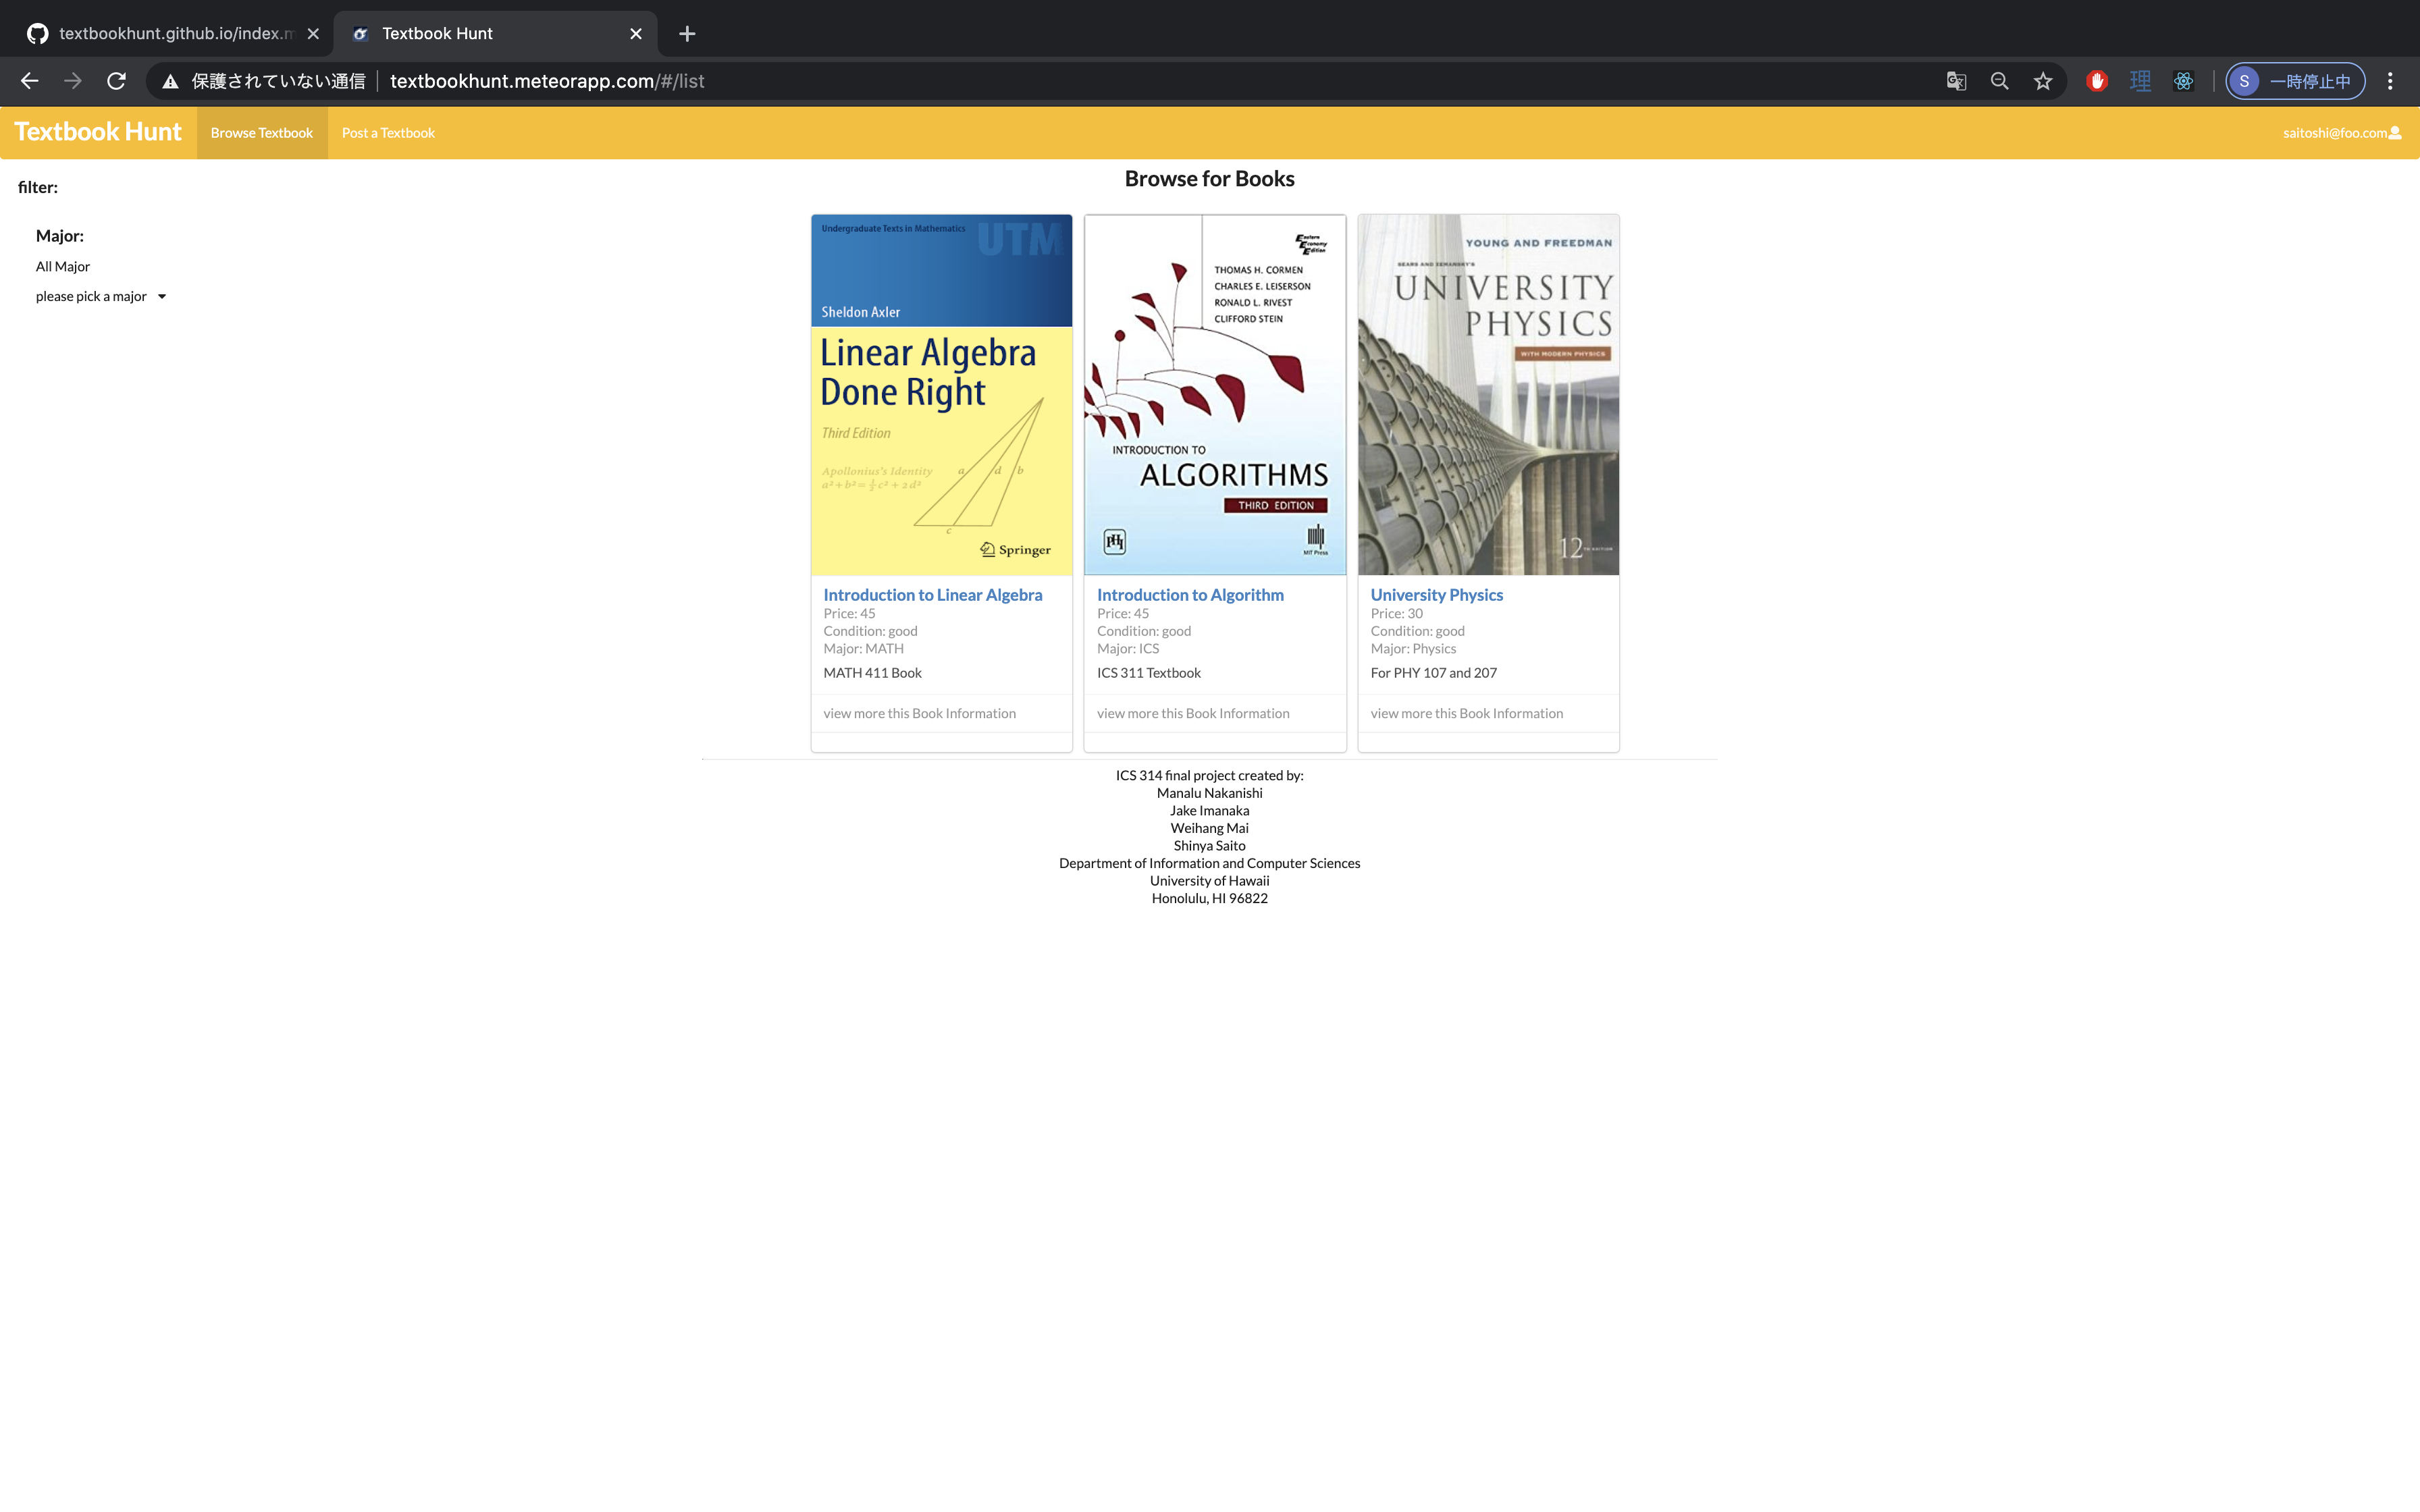 textbookhunt.github.io/index.m
Textbook Hunt
保護されていない通信
textbookhunt.meteorapp.com/#/list
理
S
一時停止中
Textbook Hunt
Browse Textbook
Post a Textbook
saitoshi@foo.com
filter:
Major:
All Major
please pick a major
Browse for Books
Undergraduate Texts in Mathematics
UTM
Sheldon Axler
Linear Algebra
Done Right
Third Edition
Apollonius's Identity
a² + b² = ½ c² + 2 d²
a
d
b
c
Springer
Introduction to Linear Algebra
Price: 45
Condition: good
Major: MATH
MATH 411 Book
view more this Book Information
Eastern
Economy
Edition
THOMAS H. CORMEN
CHARLES E. LEISERSON
RONALD L. RIVEST
CLIFFORD STEIN
INTRODUCTION TO
ALGORITHMS
THIRD EDITION
PHI
MIT Press
Introduction to Algorithm
Price: 45
Condition: good
Major: ICS
ICS 311 Textbook
view more this Book Information
YOUNG AND FREEDMAN
SEARS AND ZEMANSKY'S
UNIVERSITY
PHYSICS
WITH MODERN PHYSICS
12TH EDITION
University Physics
Price: 30
Condition: good
Major: Physics
For PHY 107 and 207
view more this Book Information
ICS 314 final project created by:
Manalu Nakanishi
Jake Imanaka
Weihang Mai
Shinya Saito
Department of Information and Computer Sciences
University of Hawaii
Honolulu, HI 96822